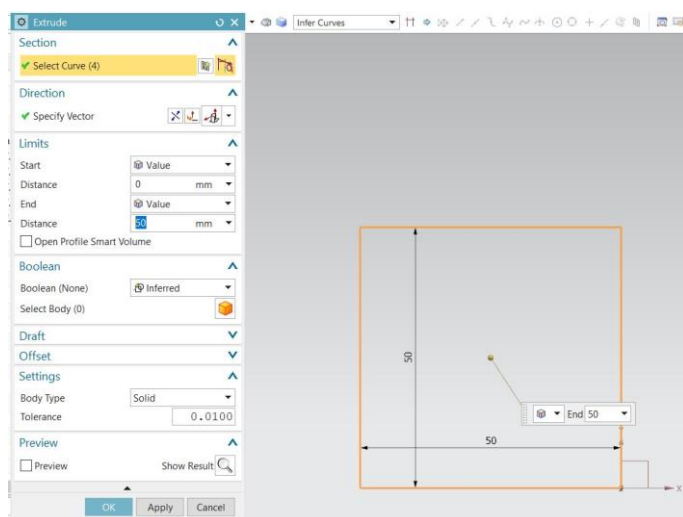 Extrude
Infer Curves
Section
Select Curve (4)
Direction
Specify Vector
Limits
Start Value
Distance 0 mm
End Value
Distance 50 mm
Open Profile Smart Volume
Boolean
Boolean (None) Inferred
Select Body (0)
Draft
Offset
Settings
Body Type Solid
Tolerance 0.0100
Preview
Preview Show Result
OK Apply Cancel
50
End 50
50
X